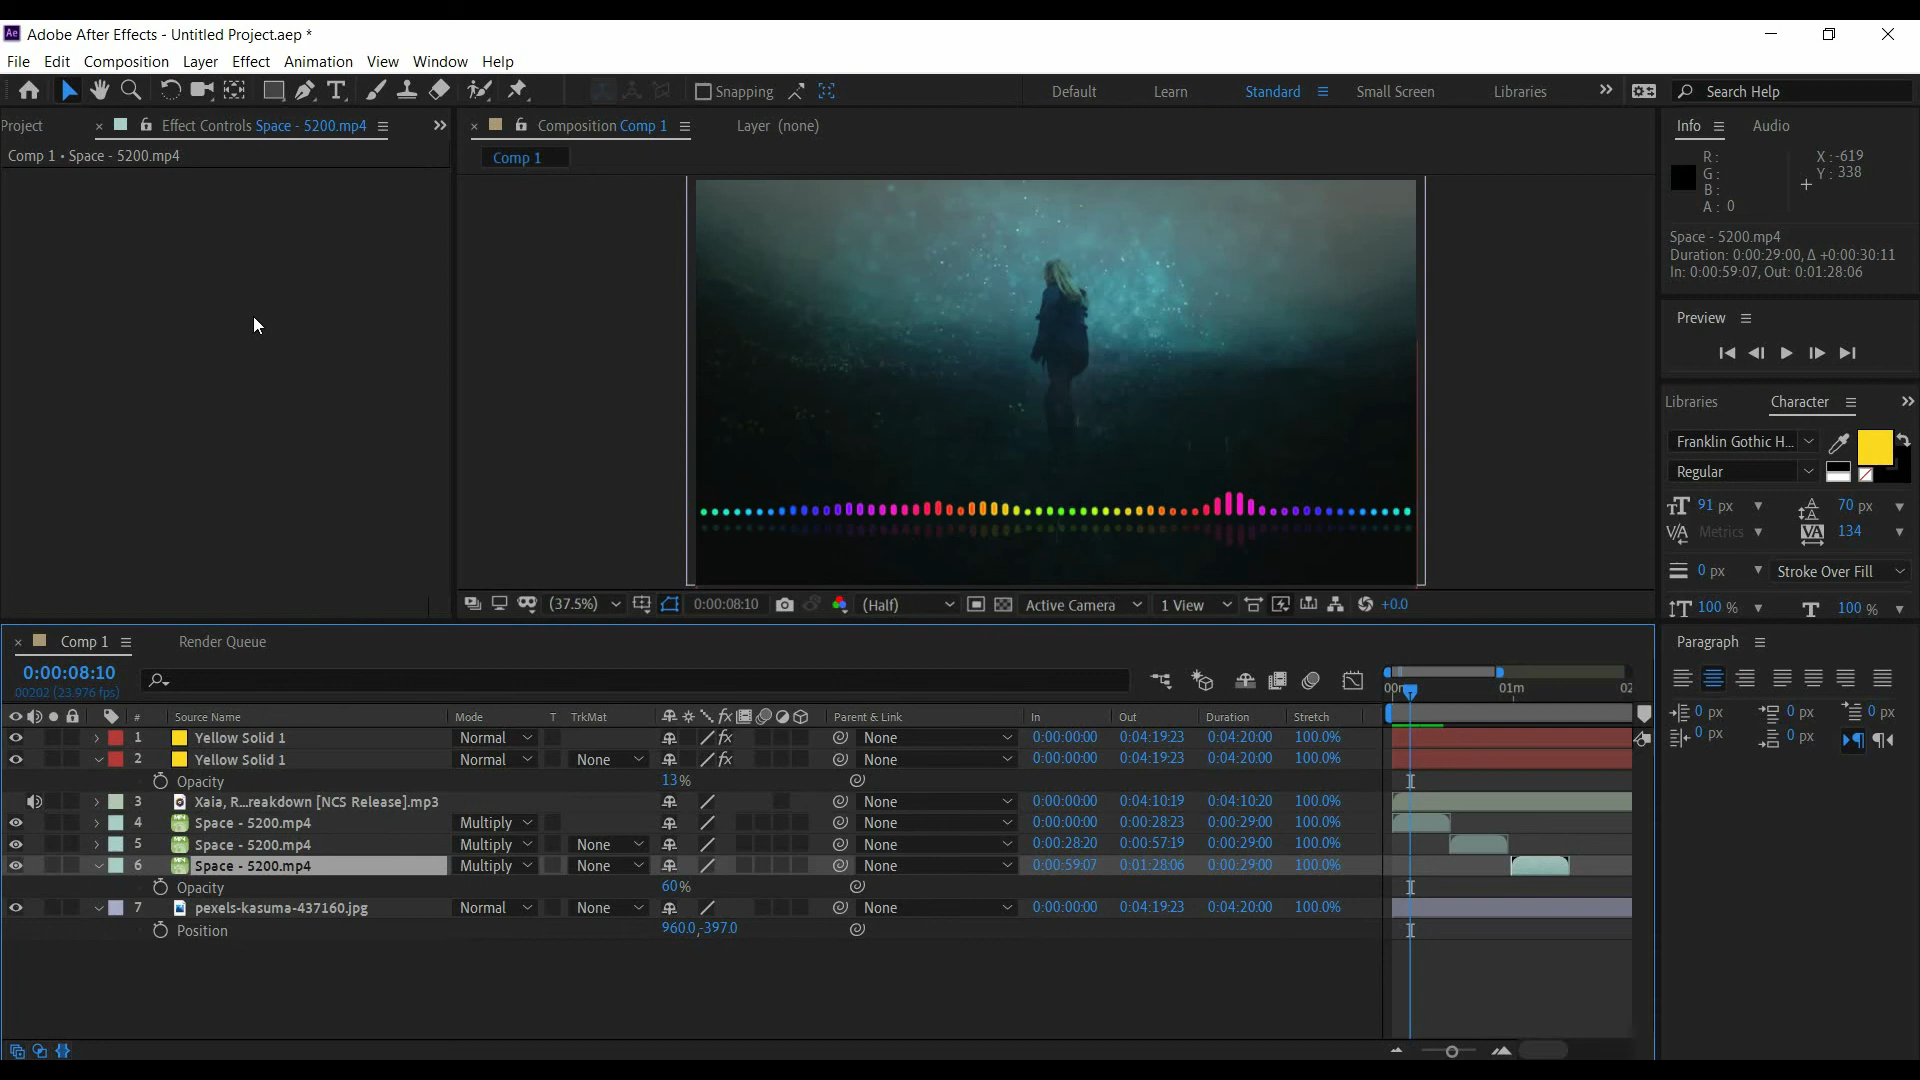 Ae Adobe After Effects - Untitled Project.aep *
File Edit Composition Layer Effect Animation View Window Help
Snapping Default Learn Standard Small Screen Libraries Search Help
Project Effect Controls Space - 5200.mp4 Composition Comp 1 Layer (none) Info Audio
Comp 1 • Space - 5200.mp4 Comp 1
R: X: -619
G: Y: 338
B:
A: 0
Space - 5200.mp4
Duration: 0:00:29:00, Δ +0:00:30:11
In: 0:00:59:07, Out: 0:01:28:06
Preview
Libraries Character
Franklin Gothic H...
Regular
91 px 70 px
Metrics 134
0 px Stroke Over Fill
100 % 100 %
(37.5%) 0:00:08:10 (Half) Active Camera 1 View +0.0
Comp 1 Render Queue Paragraph
0:00:08:10
00202 (23.976 fps)
01m
# Source Name Mode T TrkMat Parent & Link In Out Duration Stretch
0 px 0 px 0 px
0 px 0 px
1 Yellow Solid 1 Normal None 0:00:00:00 0:04:19:23 0:04:20:00 100.0%
2 Yellow Solid 1 Normal None None 0:00:00:00 0:04:19:23 0:04:20:00 100.0%
Opacity 13%
3 Xaia, R...reakdown [NCS Release].mp3 None 0:00:00:00 0:04:10:19 0:04:10:20 100.0%
4 Space - 5200.mp4 Multiply None 0:00:00:00 0:00:28:23 0:00:29:00 100.0%
5 Space - 5200.mp4 Multiply None None 0:00:28:20 0:00:57:19 0:00:29:00 100.0%
6 Space - 5200.mp4 Multiply None None 0:00:59:07 0:01:28:06 0:00:29:00 100.0%
Opacity 60%
7 pexels-kasuma-437160.jpg Normal None None 0:00:00:00 0:04:19:23 0:04:20:00 100.0%
Position 960.0,-397.0